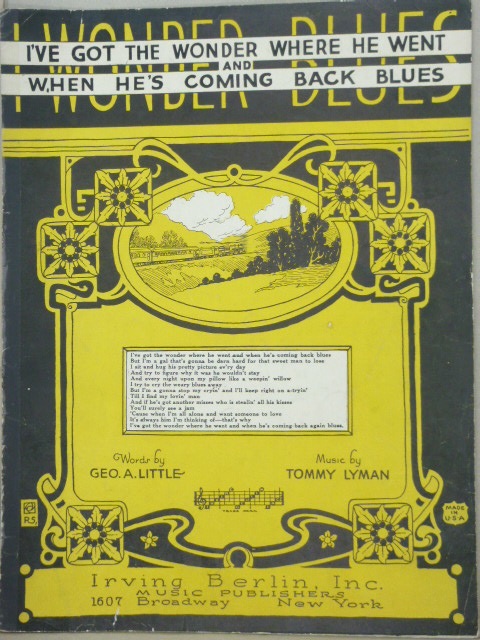 I WONDER BLUES
I'VE GOT THE WONDER WHERE HE WENT
AND
WHEN HE'S COMING BACK BLUES
I WONDER BLUES
I've got the wonder where he went and when he's coming back blues
But I'm a gal that's gonna be darn hard for that sweet man to lose
I sit and hug his pretty picture ev'ry day
And try to figure why it was he wouldn't stay
And every night upon my pillow like a weepin' willow
I try to cry the weary blues away
But I'm a gonna stop my cryin' and I'll keep right on a-tryin'
Till I find my lovin' man
And if he's got another misses who is stealin' all his kisses
You'll surely see a jam
'Cause when I'm all alone and want someone to love
It's always him I'm thinking of—that's why
I've got the wonder where he went and when he's coming back again blues.
Words by
GEO. A. LITTLE
Music by
TOMMY LYMAN
R.S.
MADE
IN
U.S.A
Irving Berlin, Inc.
MUSIC PUBLISHERS
1607 Broadway New York